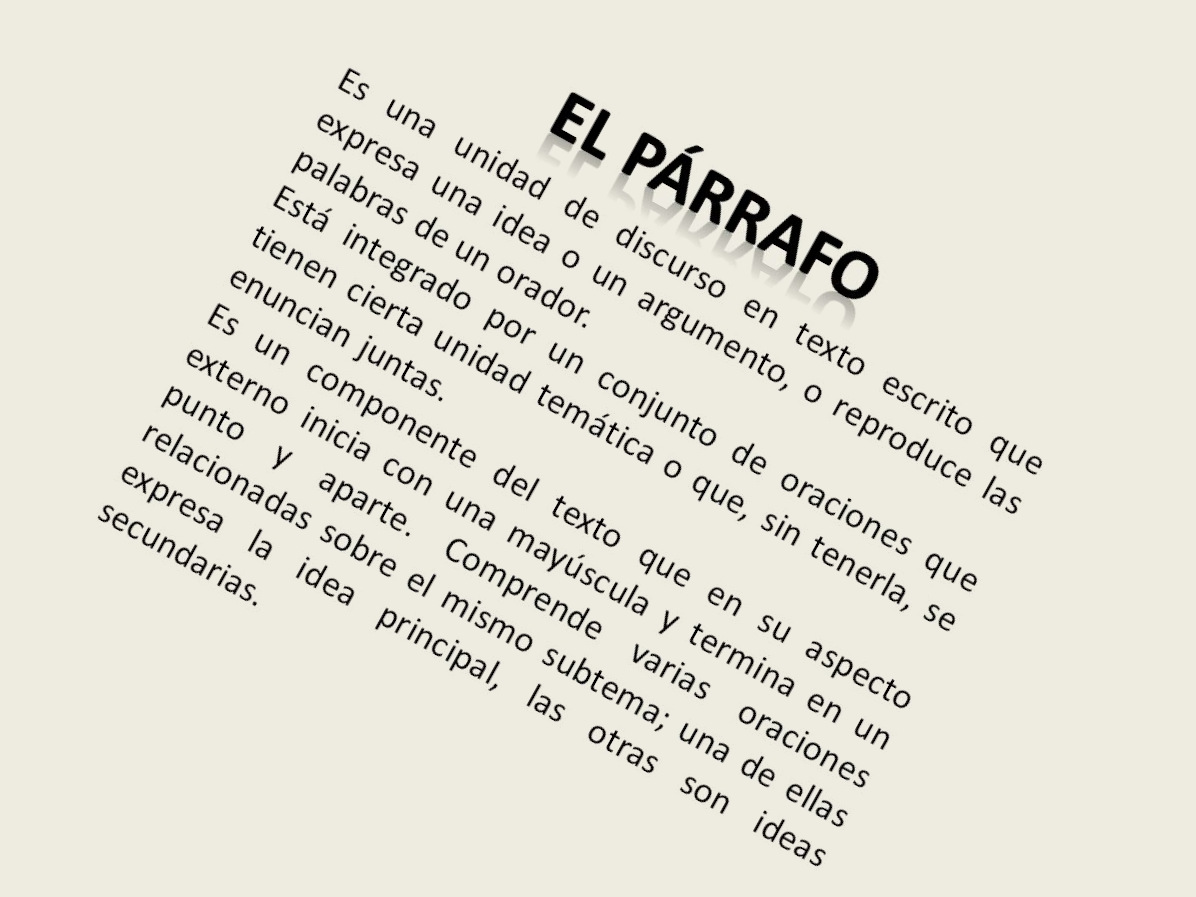 EL PÁRRAFO
Es una unidad de discurso en texto escrito que
expresa una idea o un argumento, o reproduce las
palabras de un orador.
Está integrado por un conjunto de oraciones que
tienen cierta unidad temática o que, sin tenerla, se
enuncian juntas.
Es un componente del texto que en su aspecto
externo inicia con una mayúscula y termina en un
punto y aparte. Comprende varias oraciones
relacionadas sobre el mismo subtema; una de ellas
expresa la idea principal, las otras son ideas
secundarias.